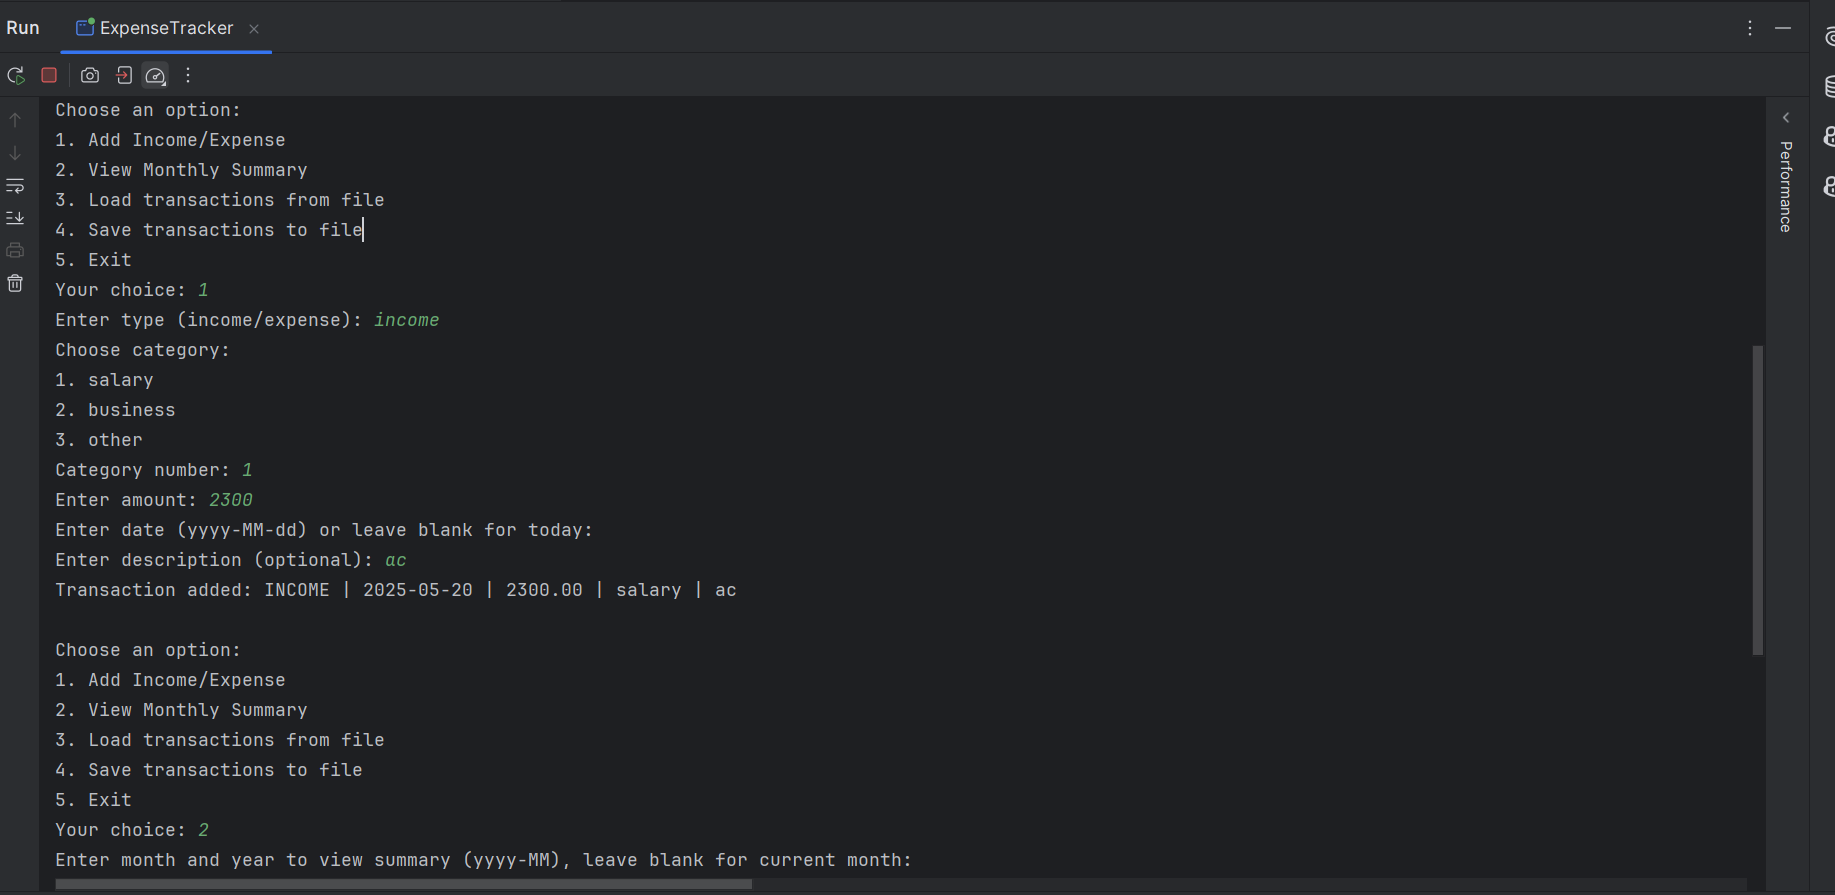 Run ExpenseTracker
Choose an option:
1. Add Income/Expense
2. View Monthly Summary
3. Load transactions from file
4. Save transactions to file
5. Exit
Your choice: 1
Enter type (income/expense): income
Choose category:
1. salary
2. business
3. other
Category number: 1
Enter amount: 2300
Enter date (yyyy-MM-dd) or leave blank for today:
Enter description (optional): ac
Transaction added: INCOME | 2025-05-20 | 2300.00 | salary | ac
Choose an option:
1. Add Income/Expense
2. View Monthly Summary
3. Load transactions from file
4. Save transactions to file
5. Exit
Your choice: 2
Enter month and year to view summary (yyyy-MM), leave blank for current month:
Performance